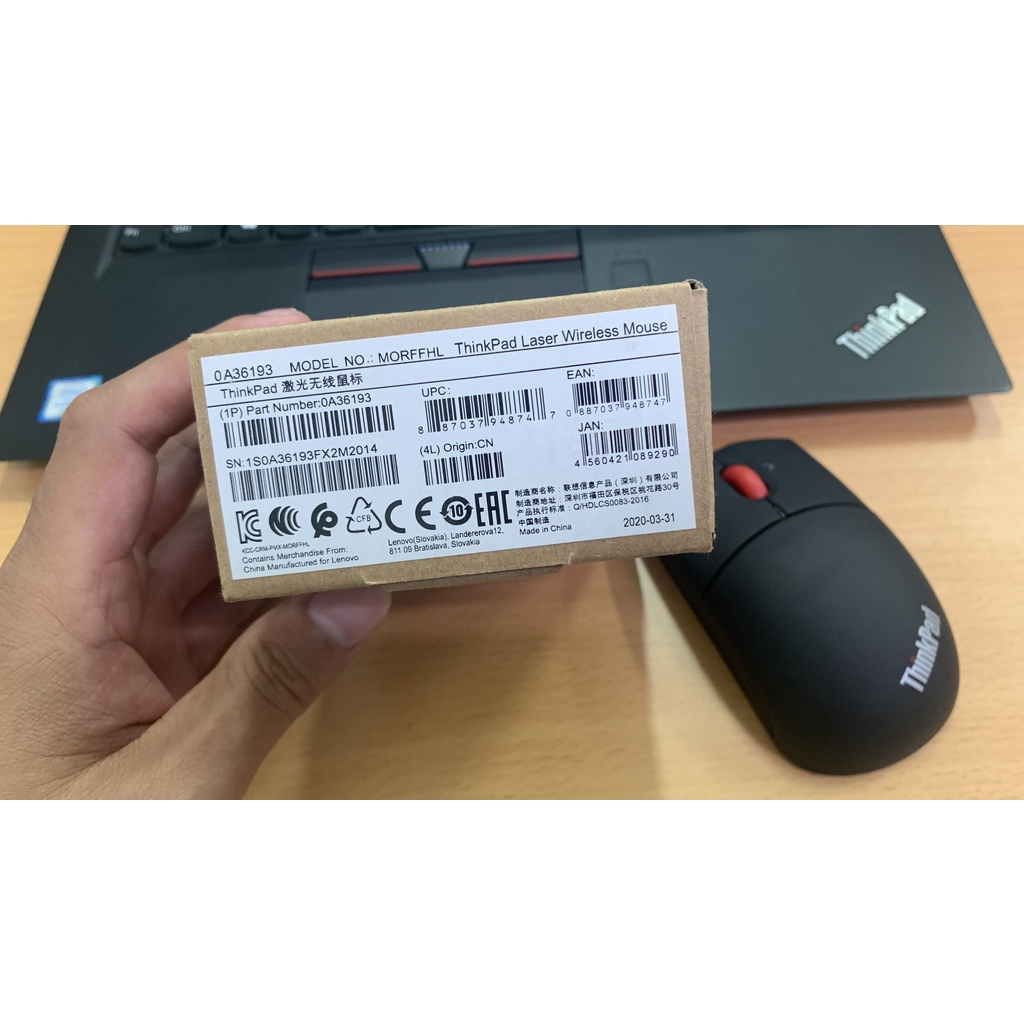 0A36193 MODEL NO.: MORFFHL ThinkPad Laser Wireless Mouse
ThinkPad 激光无线鼠标
(1P) Part Number:0A36193
UPC:
8 87037 94874 7
EAN:
0 887037 948747
SN:1S0A36193FX2M2014
(4L) Origin:CN
JAN:
4 560421 089290
KCC-CRM-PMX-MORFFHL
Contains Merchandise From:
China Manufactured for Lenovo
CFB
CE
10
EAC
Lenovo(Slovakia), Landererova12,
811 09 Bratislava, Slovakia
制造商名称：联想信息产品（深圳）有限公司
制造商地址：深圳市福田区保税区桃花路30号
产品执行标准：Q/HDLCS0083-2016
中国制造
Made in China
2020-03-31
ThinkPad
ThinkPad